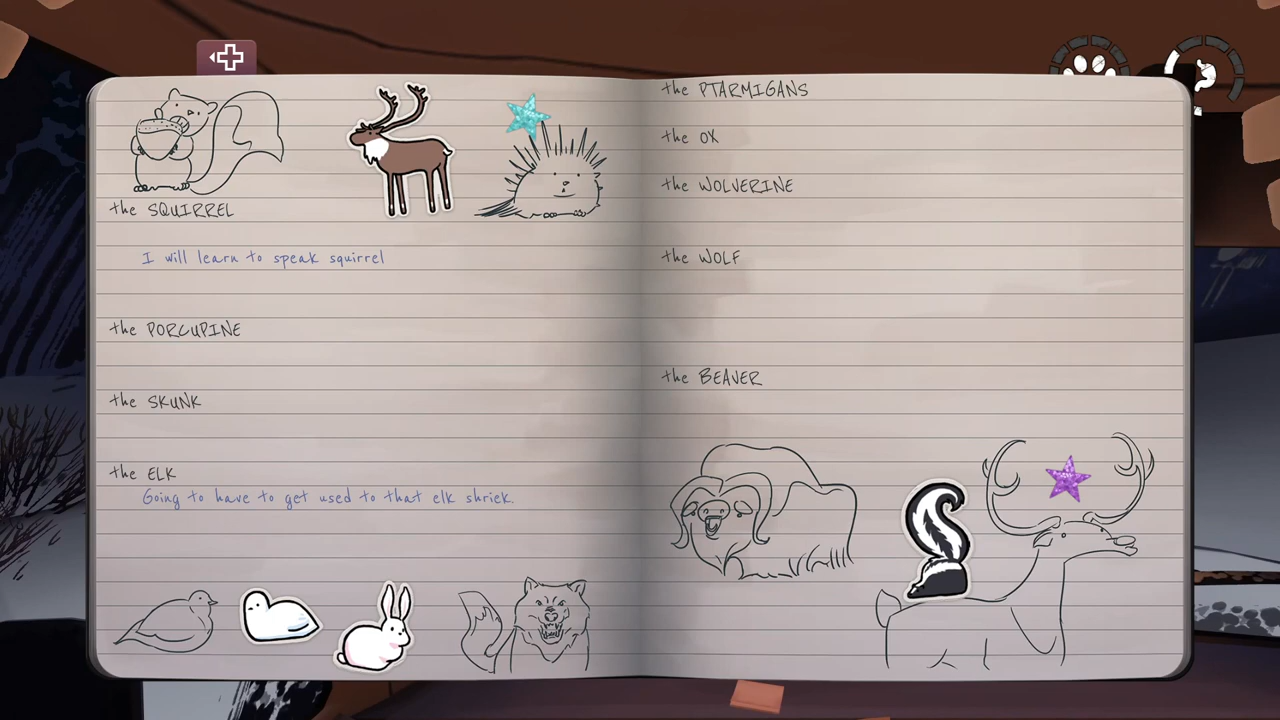 the SQUIRREL
I will learn to speak squirrel
the PORCUPINE
the SKUNK
the ELK
Going to have to get used to that elk shriek.
the PTARMIGANS
the OX
the WOLVERINE
the WOLF
the BEAVER